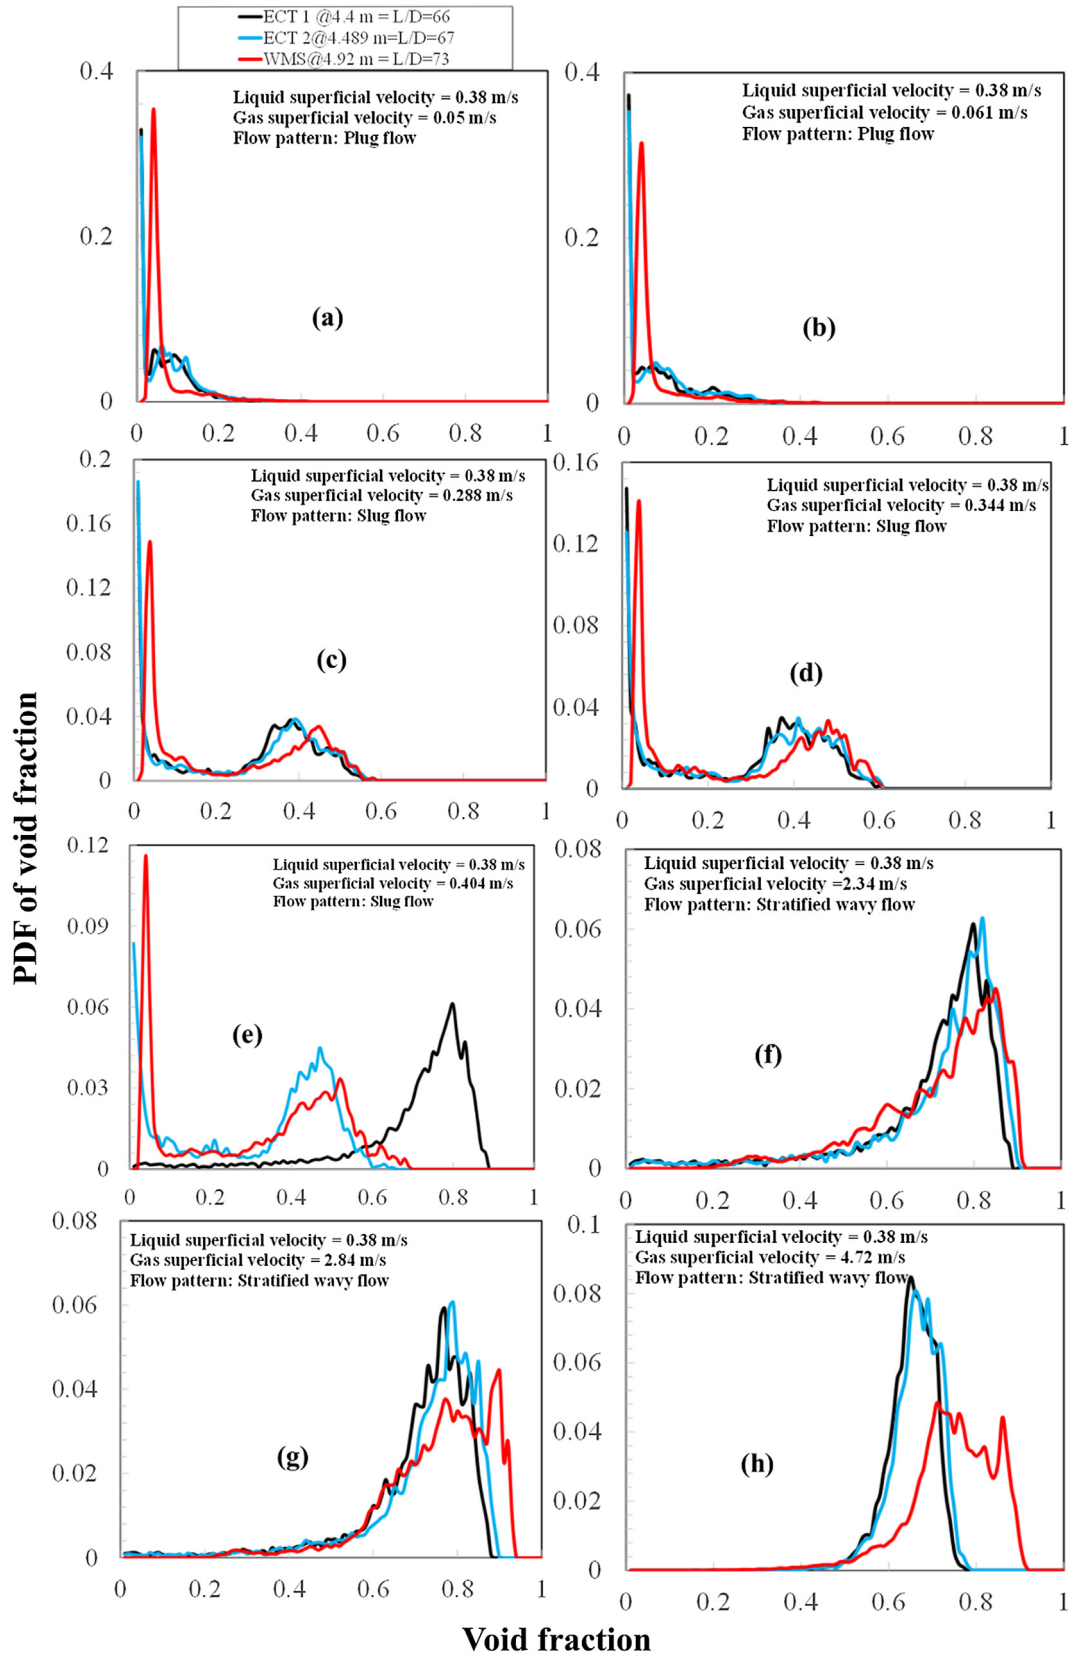 ECT 1 @4.4 m = L/D=66
ECT 2@4.489 m=L/D=67
WMS@4.92 m = L/D=73
PDF of void fraction
0.4
0.2
0
Liquid superficial velocity = 0.38 m/s
Gas superficial velocity = 0.05 m/s
Flow pattern: Plug flow
(a)
0 0.2 0.4 0.6 0.8 1
0.4
0.2
0
Liquid superficial velocity = 0.38 m/s
Gas superficial velocity = 0.061 m/s
Flow pattern: Plug flow
(b)
0 0.2 0.4 0.6 0.8 1
0.2
0.16
0.12
0.08
0.04
0
Liquid superficial velocity = 0.38 m/s
Gas superficial velocity = 0.288 m/s
Flow pattern: Slug flow
(c)
0 0.2 0.4 0.6 0.8 1
0.16
0.12
0.08
0.04
0
Liquid superficial velocity = 0.38 m/s
Gas superficial velocity = 0.344 m/s
Flow pattern: Slug flow
(d)
0 0.2 0.4 0.6 0.8 1
0.12
0.09
0.06
0.03
0
Liquid superficial velocity = 0.38 m/s
Gas superficial velocity = 0.404 m/s
Flow pattern: Slug flow
(e)
0 0.2 0.4 0.6 0.8 1
0.08
0.06
0.04
0.02
0
Liquid superficial velocity = 0.38 m/s
Gas superficial velocity =2.34 m/s
Flow pattern: Stratified wavy flow
(f)
0 0.2 0.4 0.6 0.8 1
0.08
0.06
0.04
0.02
0
Liquid superficial velocity = 0.38 m/s
Gas superficial velocity = 2.84 m/s
Flow pattern: Stratified wavy flow
(g)
0 0.2 0.4 0.6 0.8 1
0.1
0.08
0.06
0.04
0.02
0
Liquid superficial velocity = 0.38 m/s
Gas superficial velocity = 4.72 m/s
Flow pattern: Stratified wavy flow
(h)
0 0.2 0.4 0.6 0.8 1
Void fraction